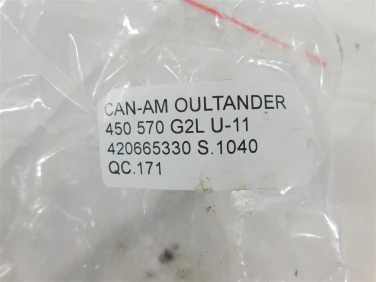 CAN-AM OULTANDER
450 570 G2L U-11
420665330 S.1040
QC.171